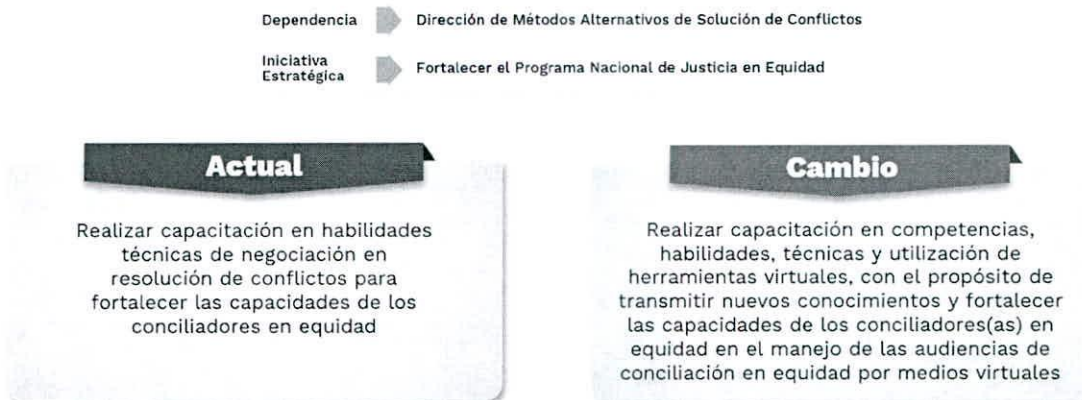 Dependencia Dirección de Métodos Alternativos de Solución de Conflictos
Iniciativa
Estratégica Fortalecer el Programa Nacional de Justicia en Equidad
Actual
Realizar capacitación en habilidades
técnicas de negociación en
resolución de conflictos para
fortalecer las capacidades de los
conciliadores en equidad
Cambio
Realizar capacitación en competencias,
habilidades, técnicas y utilización de
herramientas virtuales, con el propósito de
transmitir nuevos conocimientos y fortalecer
las capacidades de los conciliadores(as) en
equidad en el manejo de las audiencias de
conciliación en equidad por medios virtuales